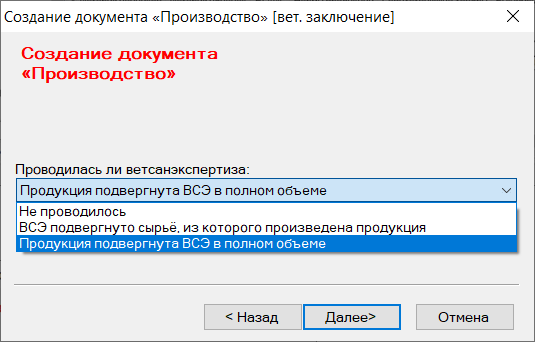 Создание документа «Производство» [вет. заключение]
Создание документа
«Производство»
Проводилась ли ветсанэкспертиза:
Продукция подвергнута ВСЭ в полном объеме
Не проводилось
ВСЭ подвергнуто сырьё, из которого произведена продукция
Продукция подвергнута ВСЭ в полном объеме
< Назад
Далее>
Отмена